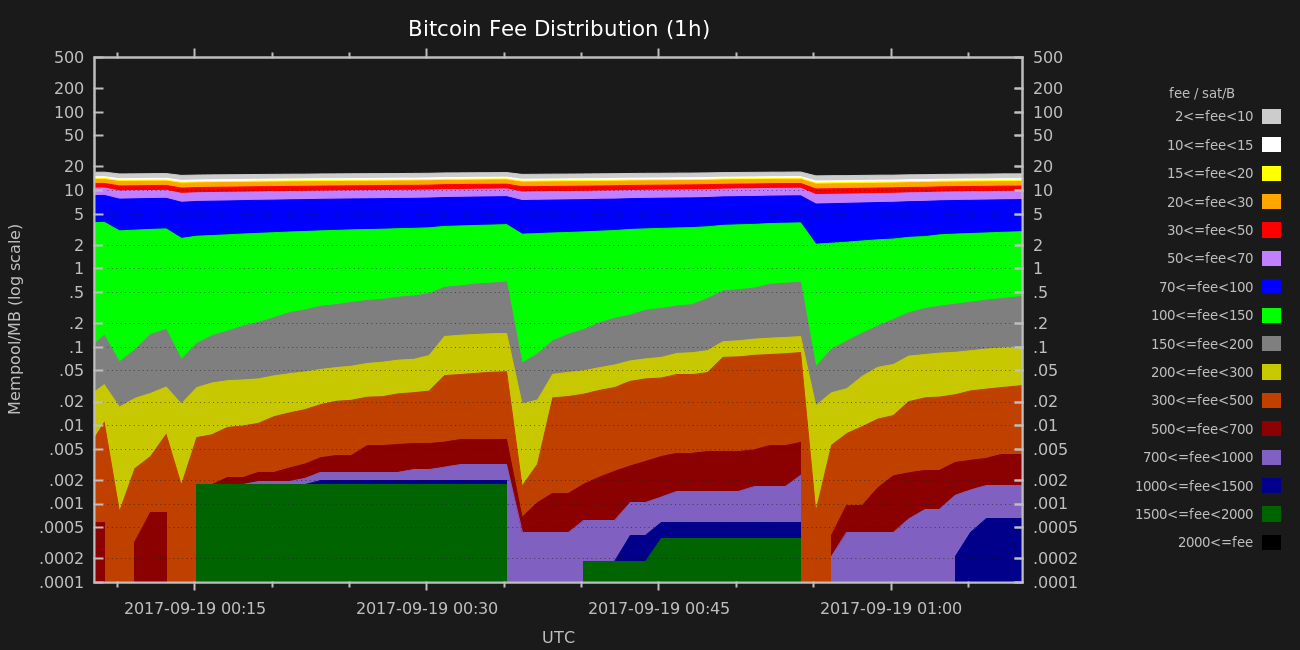 Bitcoin Fee Distribution (1h)
Mempool/MB (log scale)
500
200
100
50
20
10
5
2
1
.5
.2
.1
.05
.02
.01
.005
.002
.001
.0005
.0002
.0001
500
200
100
50
20
10
5
2
1
.5
.2
.1
.05
.02
.01
.005
.002
.001
.0005
.0002
.0001
2017-09-19 00:15
2017-09-19 00:30
2017-09-19 00:45
2017-09-19 01:00
UTC
fee / sat/B
2<=fee<10
10<=fee<15
15<=fee<20
20<=fee<30
30<=fee<50
50<=fee<70
70<=fee<100
100<=fee<150
150<=fee<200
200<=fee<300
300<=fee<500
500<=fee<700
700<=fee<1000
1000<=fee<1500
1500<=fee<2000
2000<=fee